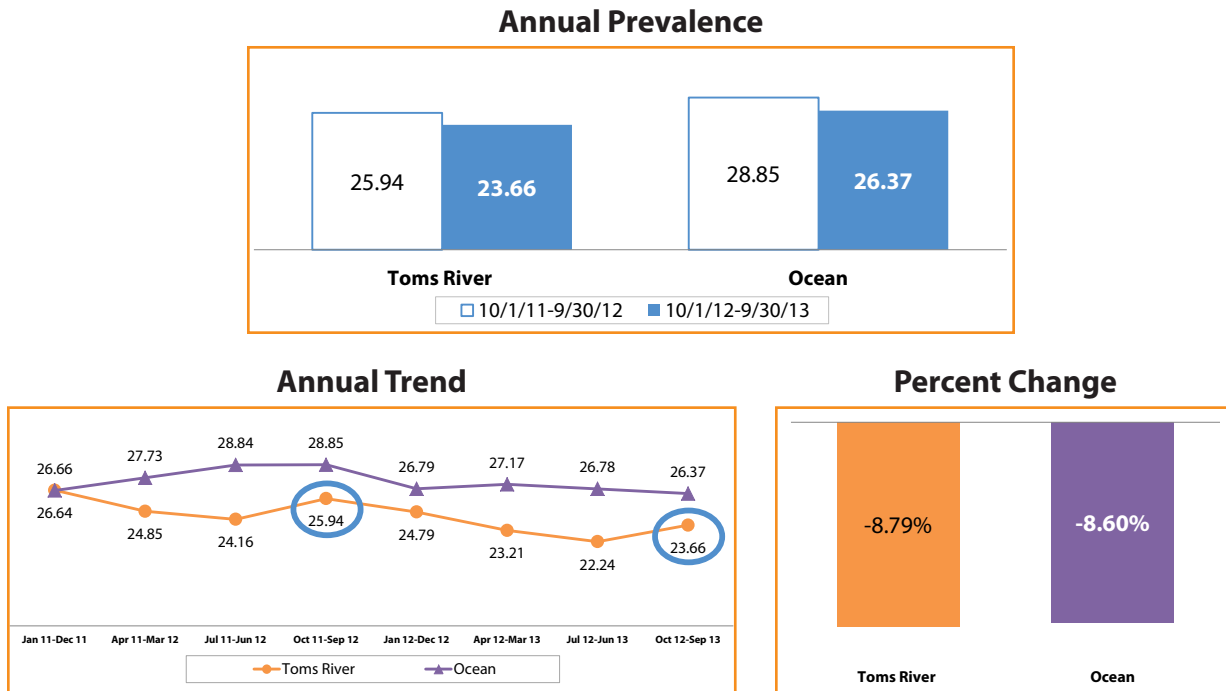 Annual Prevalence
25.94 23.66 28.85 26.37
Toms River Ocean
10/1/11-9/30/12 10/1/12-9/30/13
Annual Trend
26.66 27.73 28.84 28.85 26.79 27.17 26.78 26.37
26.64 24.85 24.16 25.94 24.79 23.21 22.24 23.66
Jan 11-Dec 11 Apr 11-Mar 12 Jul 11-Jun 12 Oct 11-Sep 12 Jan 12-Dec 12 Apr 12-Mar 13 Jul 12-Jun 13 Oct 12-Sep 13
Toms River Ocean
Percent Change
-8.79% -8.60%
Toms River Ocean